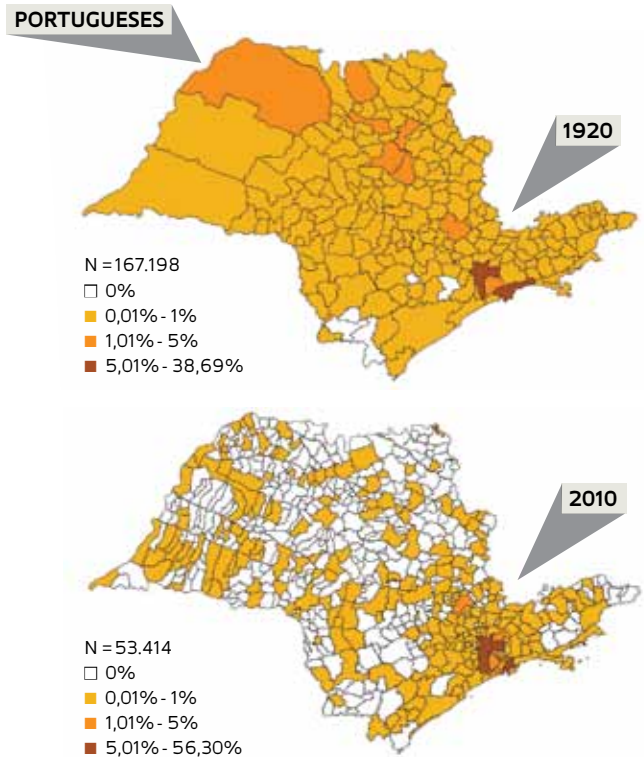 PORTUGUESES
1920
N =167.198
0%
0,01% - 1%
1,01% - 5%
5,01% - 38,69%
2010
N = 53.414
0%
0,01% - 1%
1,01% - 5%
5,01% - 56,30%